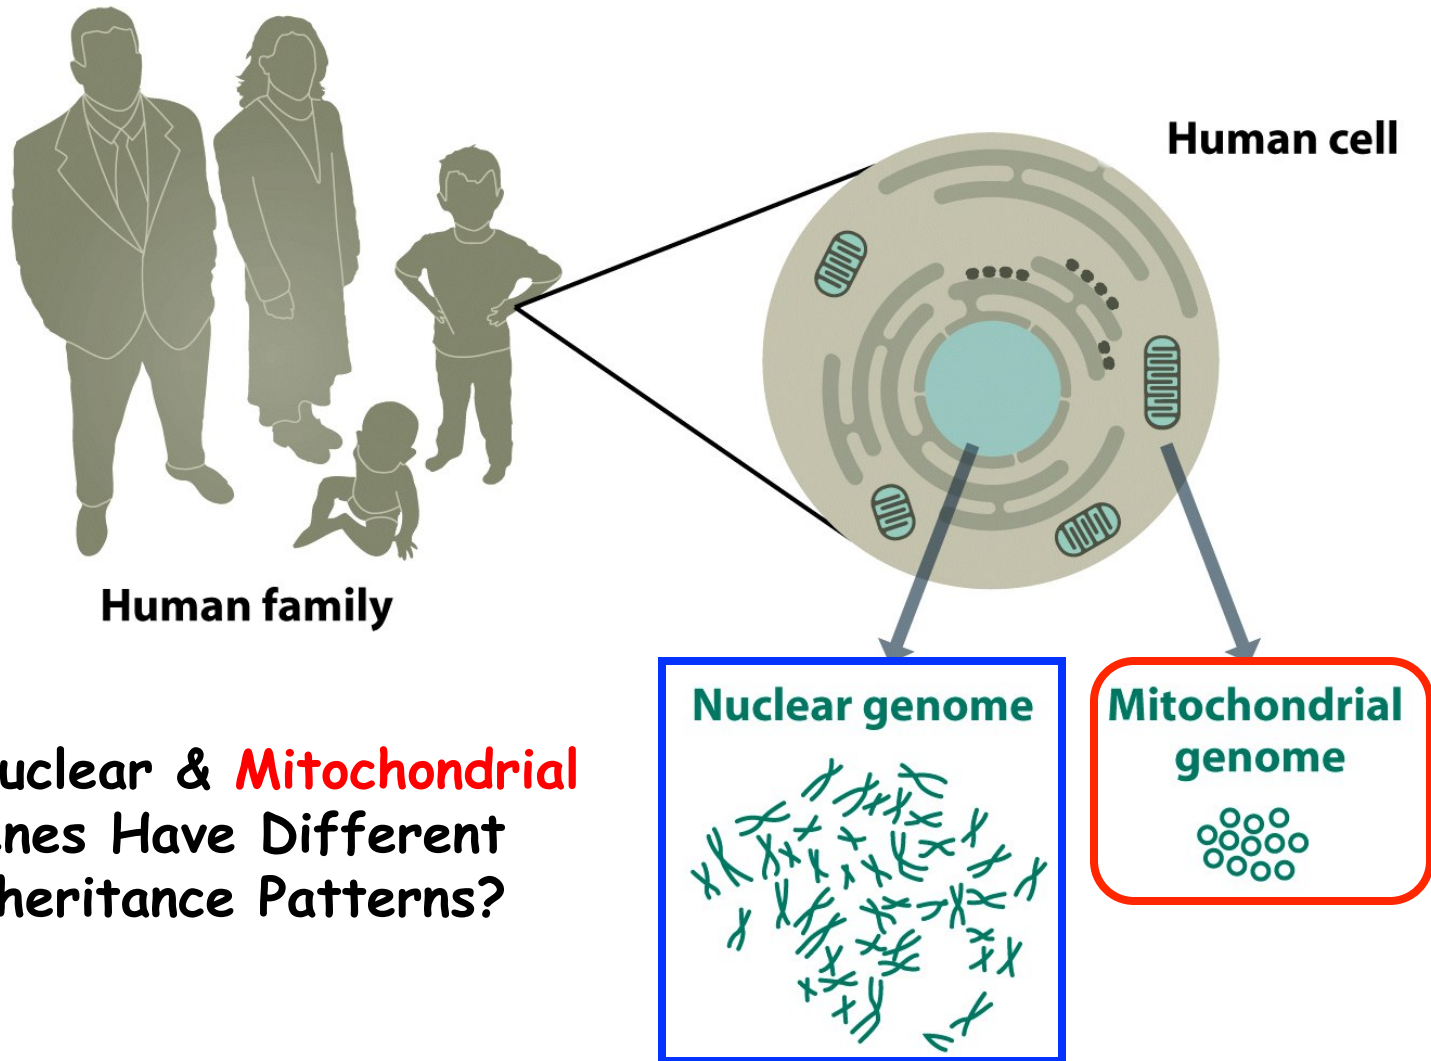 Human cell
Human family
Nuclear genome
Mitochondrial
genome
uclear & Mitochondrial
nes Have Different
heritance Patterns?